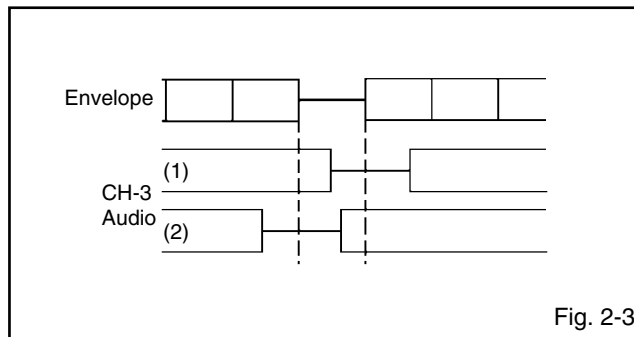 Envelope
(1)
CH-3
Audio
(2)
Fig. 2-3